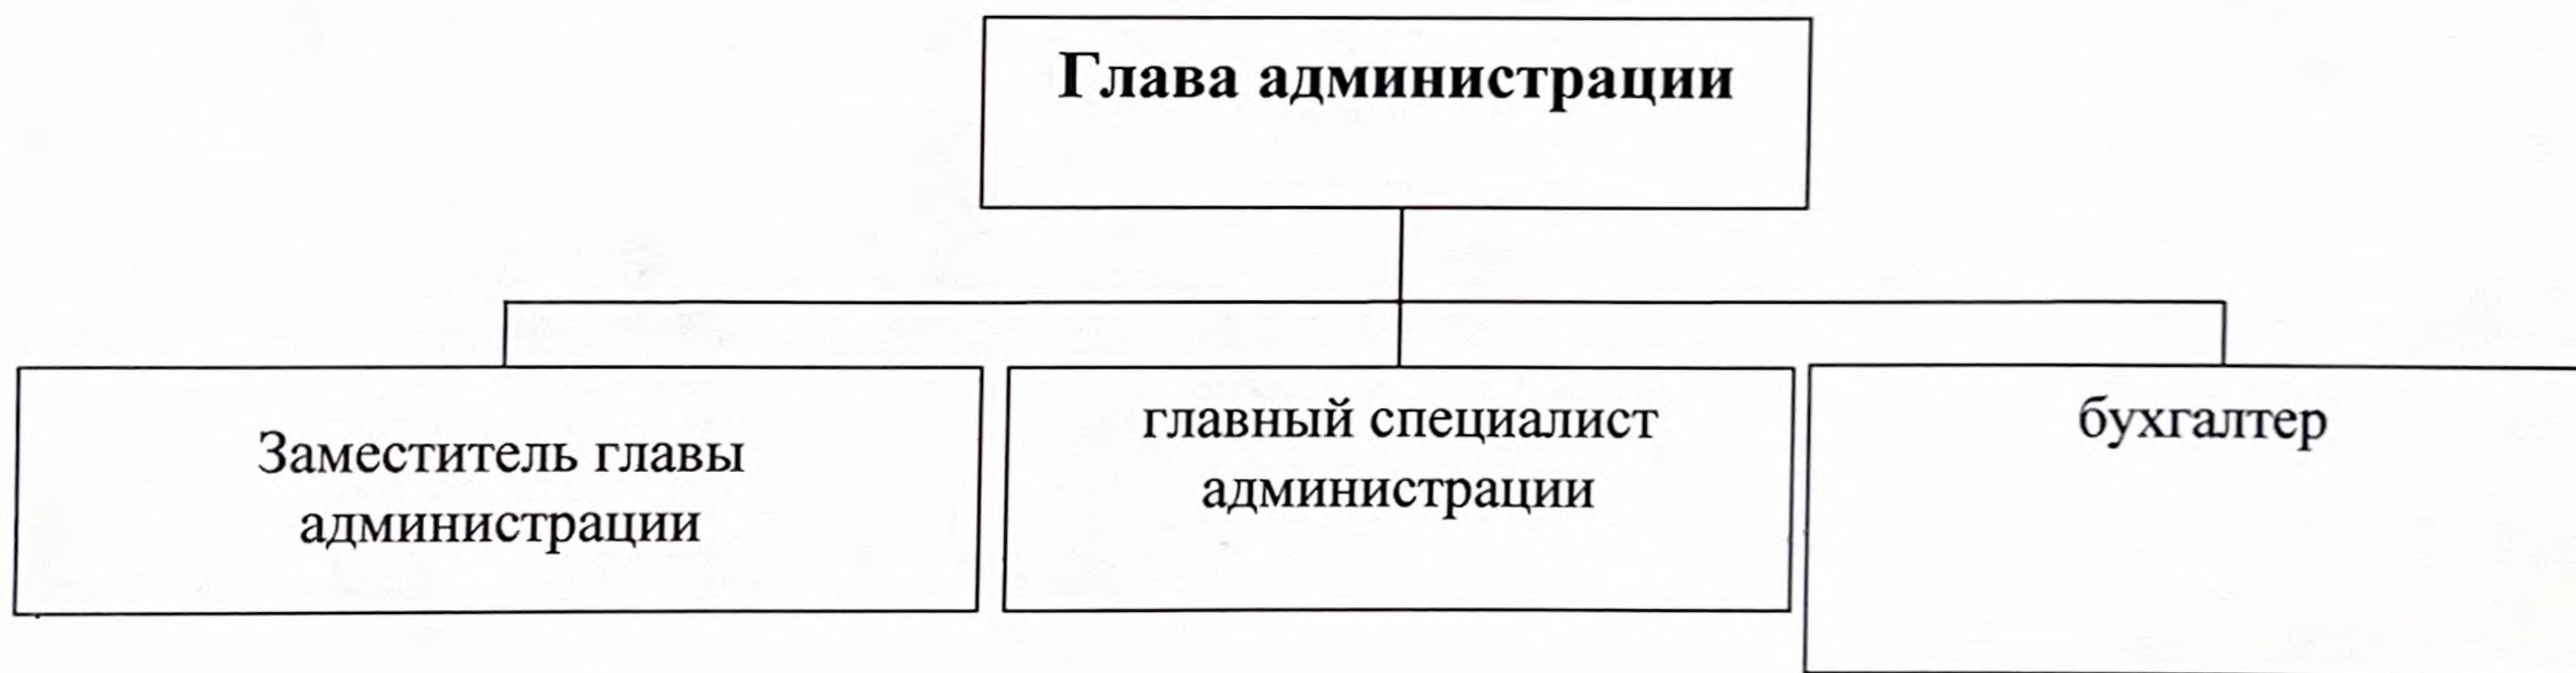 Глава администрации
Заместитель главы
администрации
главный специалист
администрации
бухгалтер